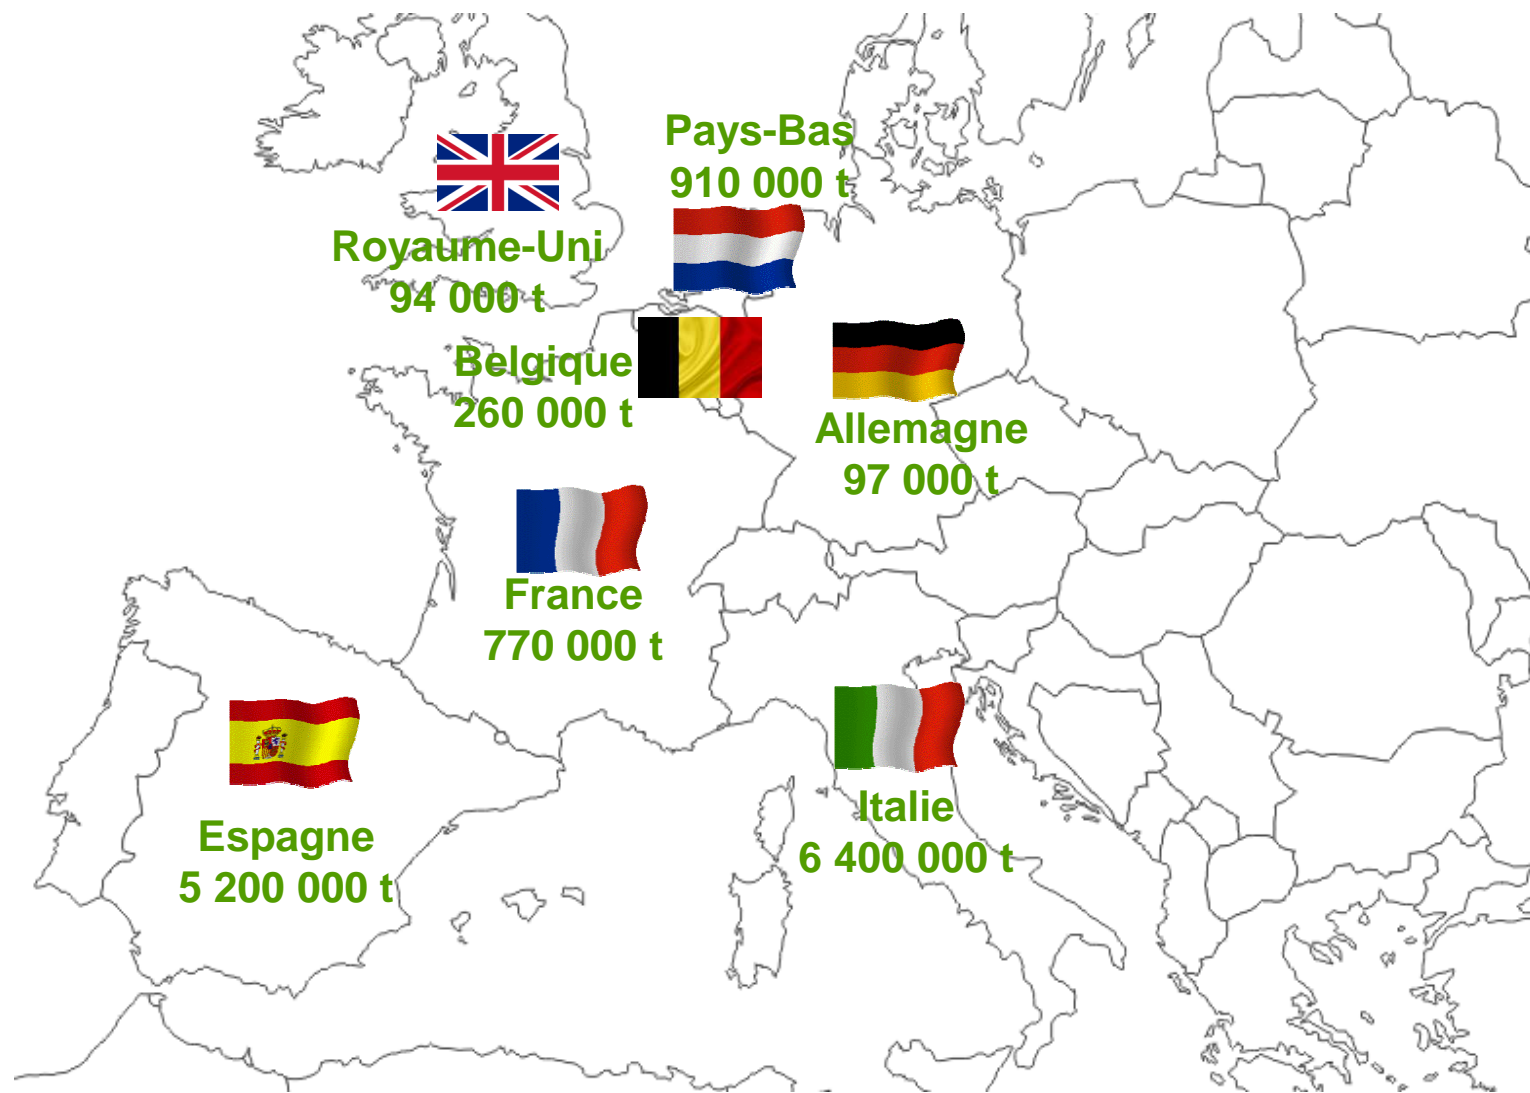 Pays-Bas
910 000 t
Royaume-Uni
94 000 t
Belgique
260 000 t
Allemagne
97 000 t
France
770 000 t
Espagne
5 200 000 t
Italie
6 400 000 t